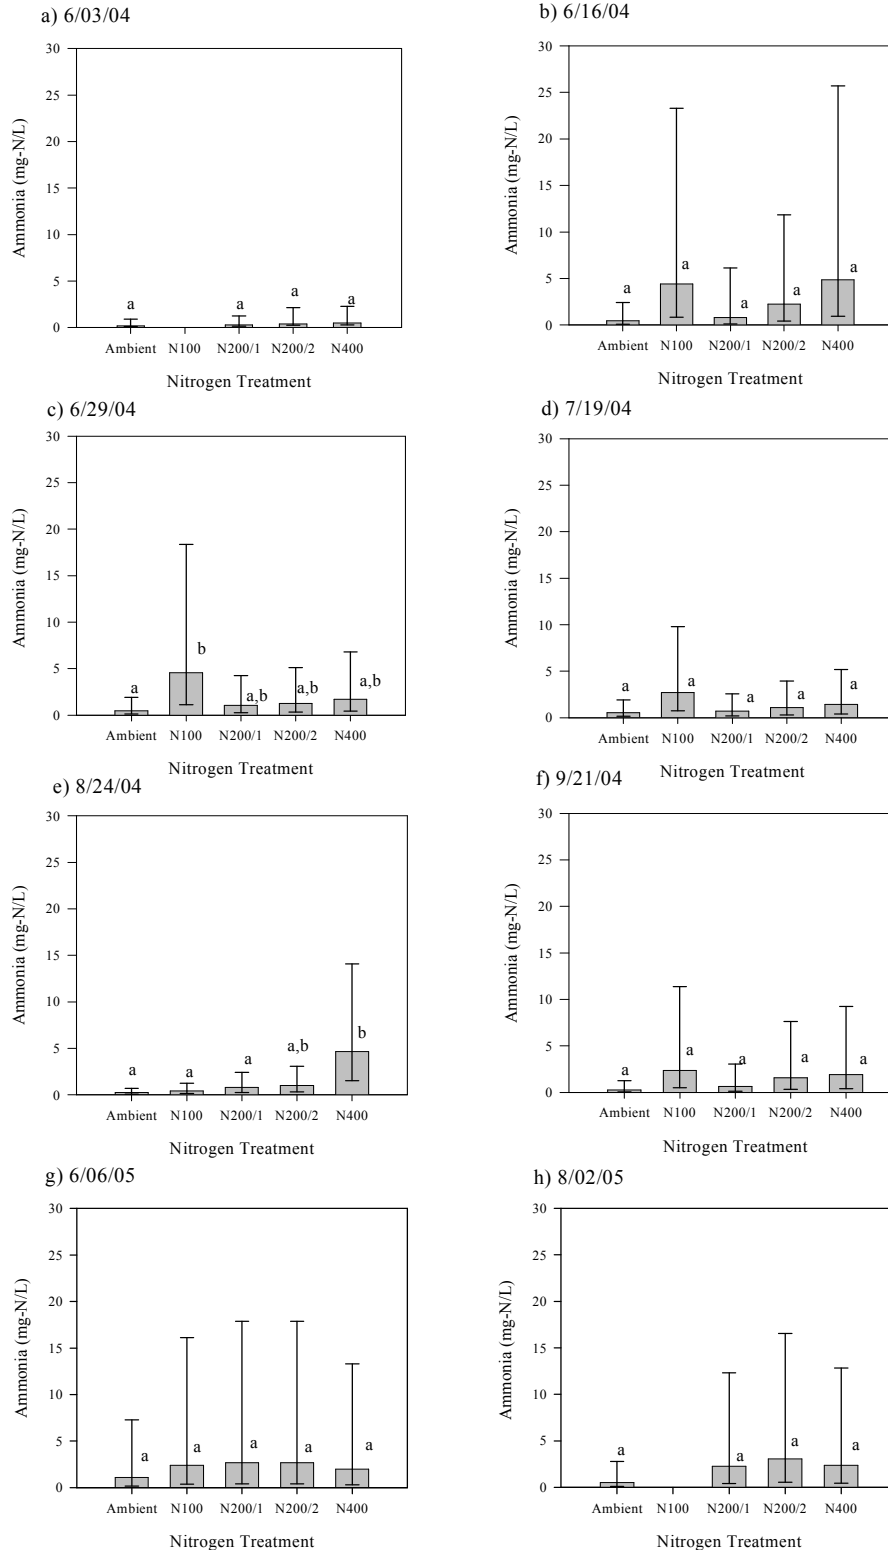 a) 6/03/04
30
25
20
15
10
5
0
Ammonia (mg-N/L)
a a a a
Ambient N100 N200/1 N200/2 N400
Nitrogen Treatment
b) 6/16/04
30
25
20
15
10
5
0
Ammonia (mg-N/L)
a a a a a
Ambient N100 N200/1 N200/2 N400
Nitrogen Treatment
c) 6/29/04
30
25
20
15
10
5
0
Ammonia (mg-N/L)
a b a,b a,b a,b
Ambient N100 N200/1 N200/2 N400
Nitrogen Treatment
d) 7/19/04
30
25
20
15
10
5
0
Ammonia (mg-N/L)
a a a a a
Ambient N100 N200/1 N200/2 N400
Nitrogen Treatment
e) 8/24/04
30
25
20
15
10
5
0
Ammonia (mg-N/L)
a a a a,b b
Ambient N100 N200/1 N200/2 N400
Nitrogen Treatment
f) 9/21/04
30
25
20
15
10
5
0
Ammonia (mg-N/L)
a a a a a
Ambient N100 N200/1 N200/2 N400
Nitrogen Treatment
g) 6/06/05
30
25
20
15
10
5
0
Ammonia (mg-N/L)
a a a a a
Ambient N100 N200/1 N200/2 N400
Nitrogen Treatment
h) 8/02/05
30
25
20
15
10
5
0
Ammonia (mg-N/L)
a a a a
Ambient N100 N200/1 N200/2 N400
Nitrogen Treatment